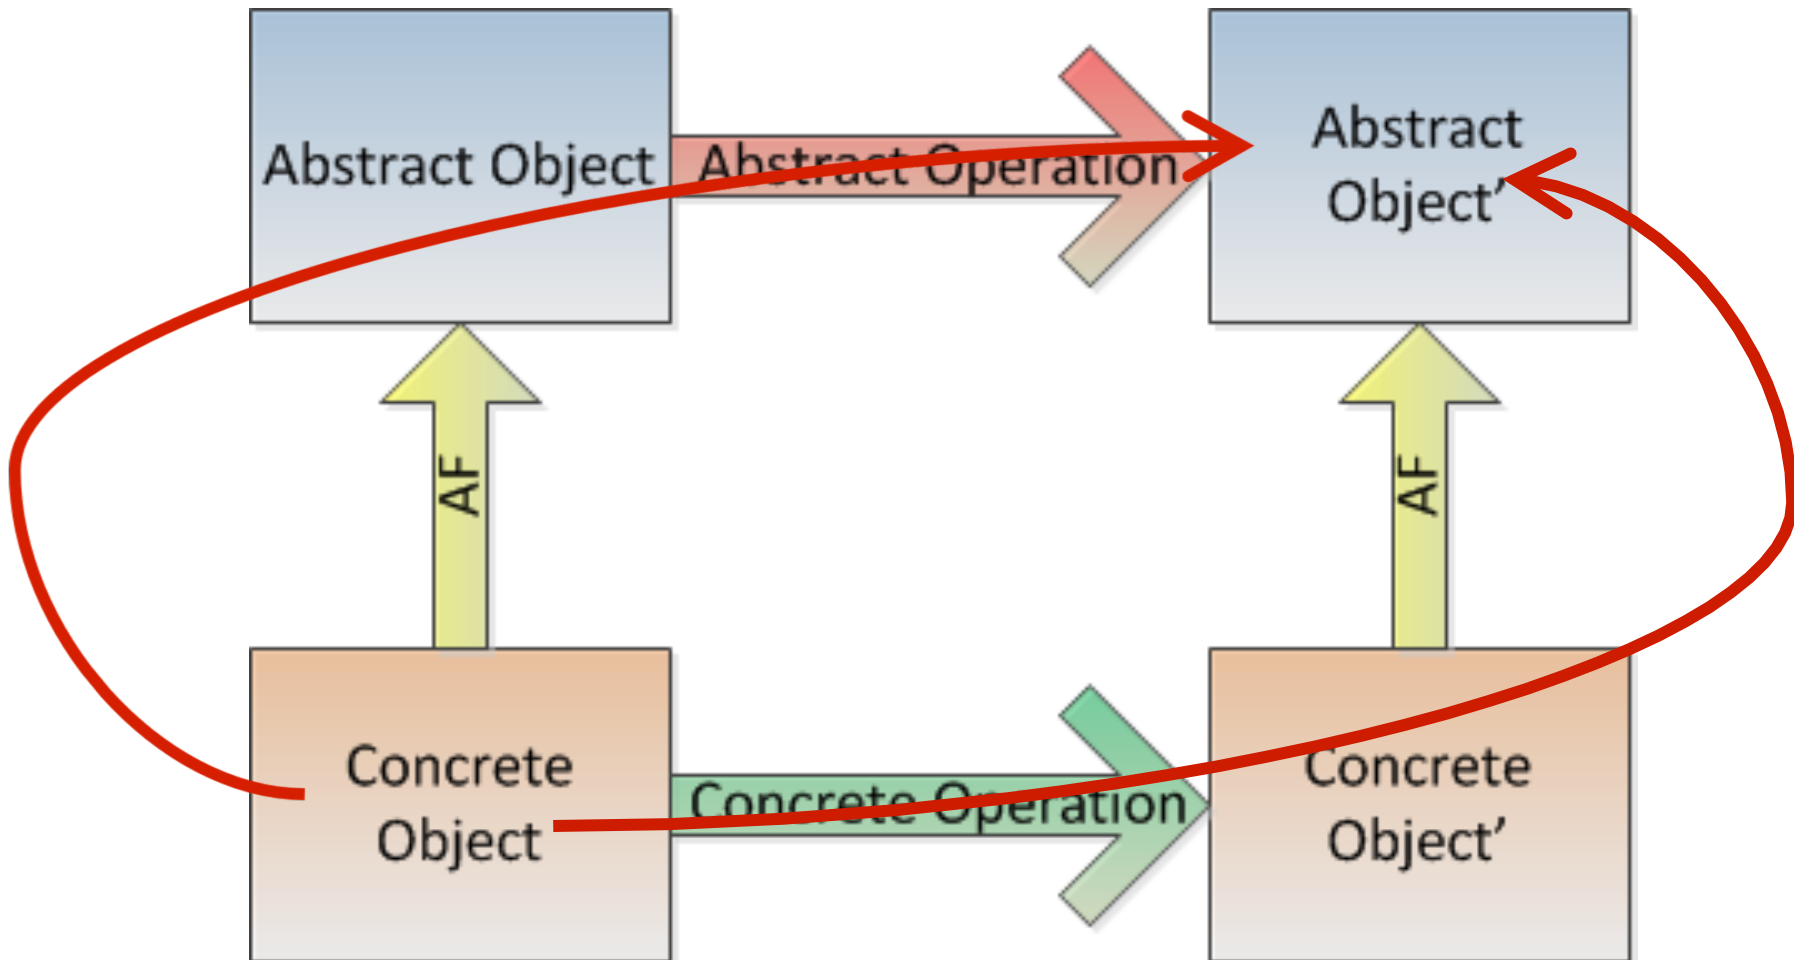 Abstract Object
Abstract Operation
Abstract
Object’
AF
AF
Concrete
Object
Concrete Operation
Concrete
Object’